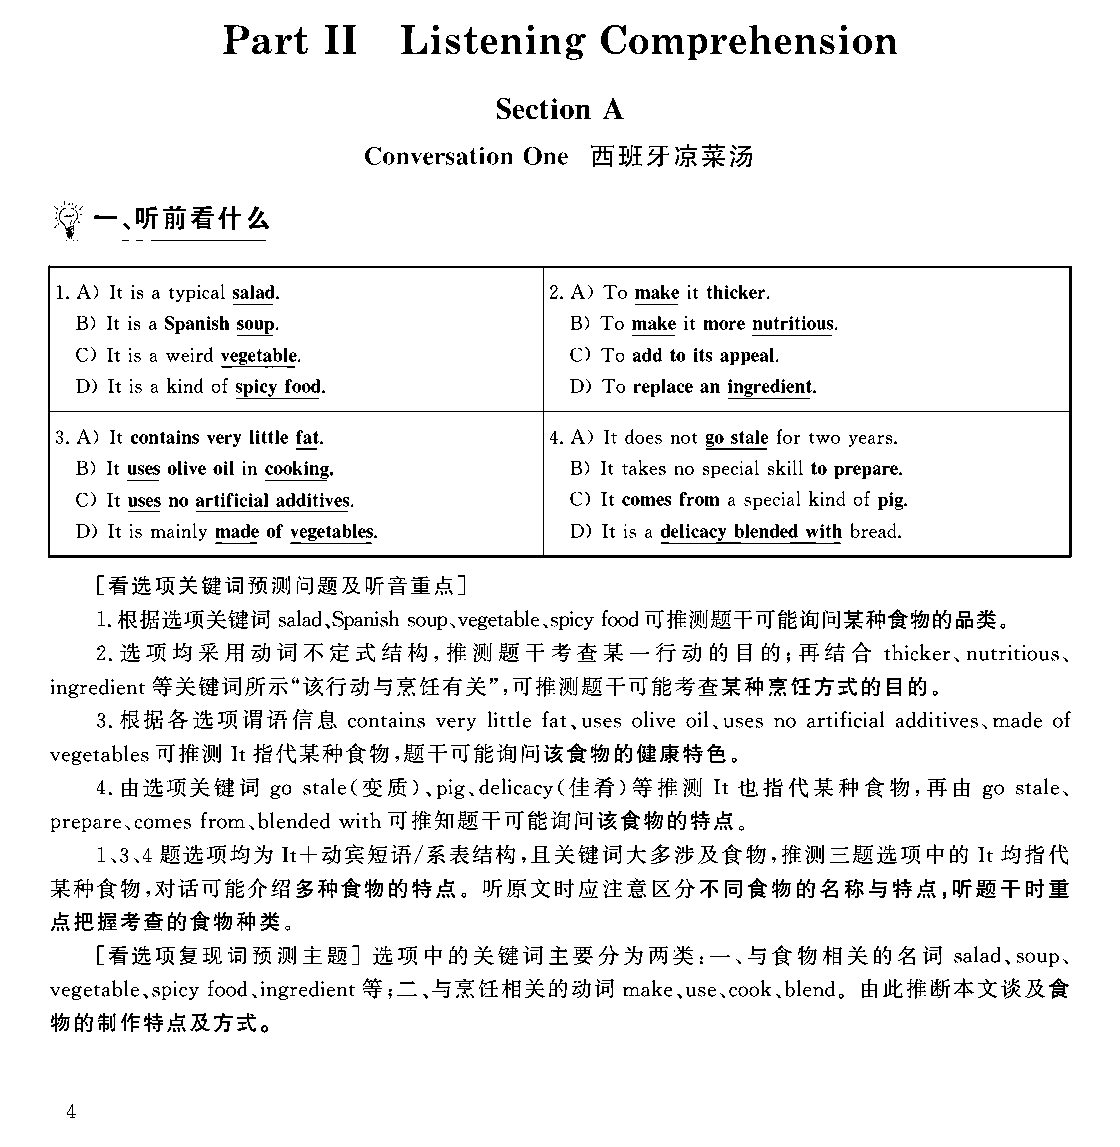 Part II Listening Comprehension
Section A
Conversation One 西班牙凉菜汤
一、听前看什么
1. A) It is a typical salad.
B) It is a Spanish soup.
C) It is a weird vegetable.
D) It is a kind of spicy food.
2. A) To make it thicker.
B) To make it more nutritious.
C) To add to its appeal.
D) To replace an ingredient.
3. A) It contains very little fat.
B) It uses olive oil in cooking.
C) It uses no artificial additives.
D) It is mainly made of vegetables.
4. A) It does not go stale for two years.
B) It takes no special skill to prepare.
C) It comes from a special kind of pig.
D) It is a delicacy blended with bread.
[看选项关键词预测问题及听音重点]
1. 根据选项关键词 salad、Spanish soup、vegetable、spicy food 可推测题干可能询问某种食物的品类。
2. 选项均采用动词不定式结构,推测题干考查某一行动的目的;再结合 thicker、nutritious、
ingredient 等关键词所示“该行动与烹饪有关”,可推测题干可能考查某种烹饪方式的目的。
3. 根据各选项谓语信息 contains very little fat、uses olive oil、uses no artificial additives、made of
vegetables 可推测 It 指代某种食物,题干可能询问该食物的健康特色。
4. 由选项关键词 go stale(变质)、pig、delicacy(佳肴)等推测 It 也指代某种食物,再由 go stale、
prepare、comes from、blended with 可推知题干可能询问该食物的特点。
1、3、4 题选项均为 It+动宾短语/系表结构,且关键词大多涉及食物,推测三题选项中的 It 均指代
某种食物,对话可能介绍多种食物的特点。听原文时应注意区分不同食物的名称与特点,听题干时重
点把握考查的食物种类。
[看选项复现词预测主题] 选项中的关键词主要分为两类:一、与食物相关的名词 salad、soup、
vegetable、spicy food、ingredient 等;二、与烹饪相关的动词 make、use、cook、blend。由此推断本文谈及食
物的制作特点及方式。
4